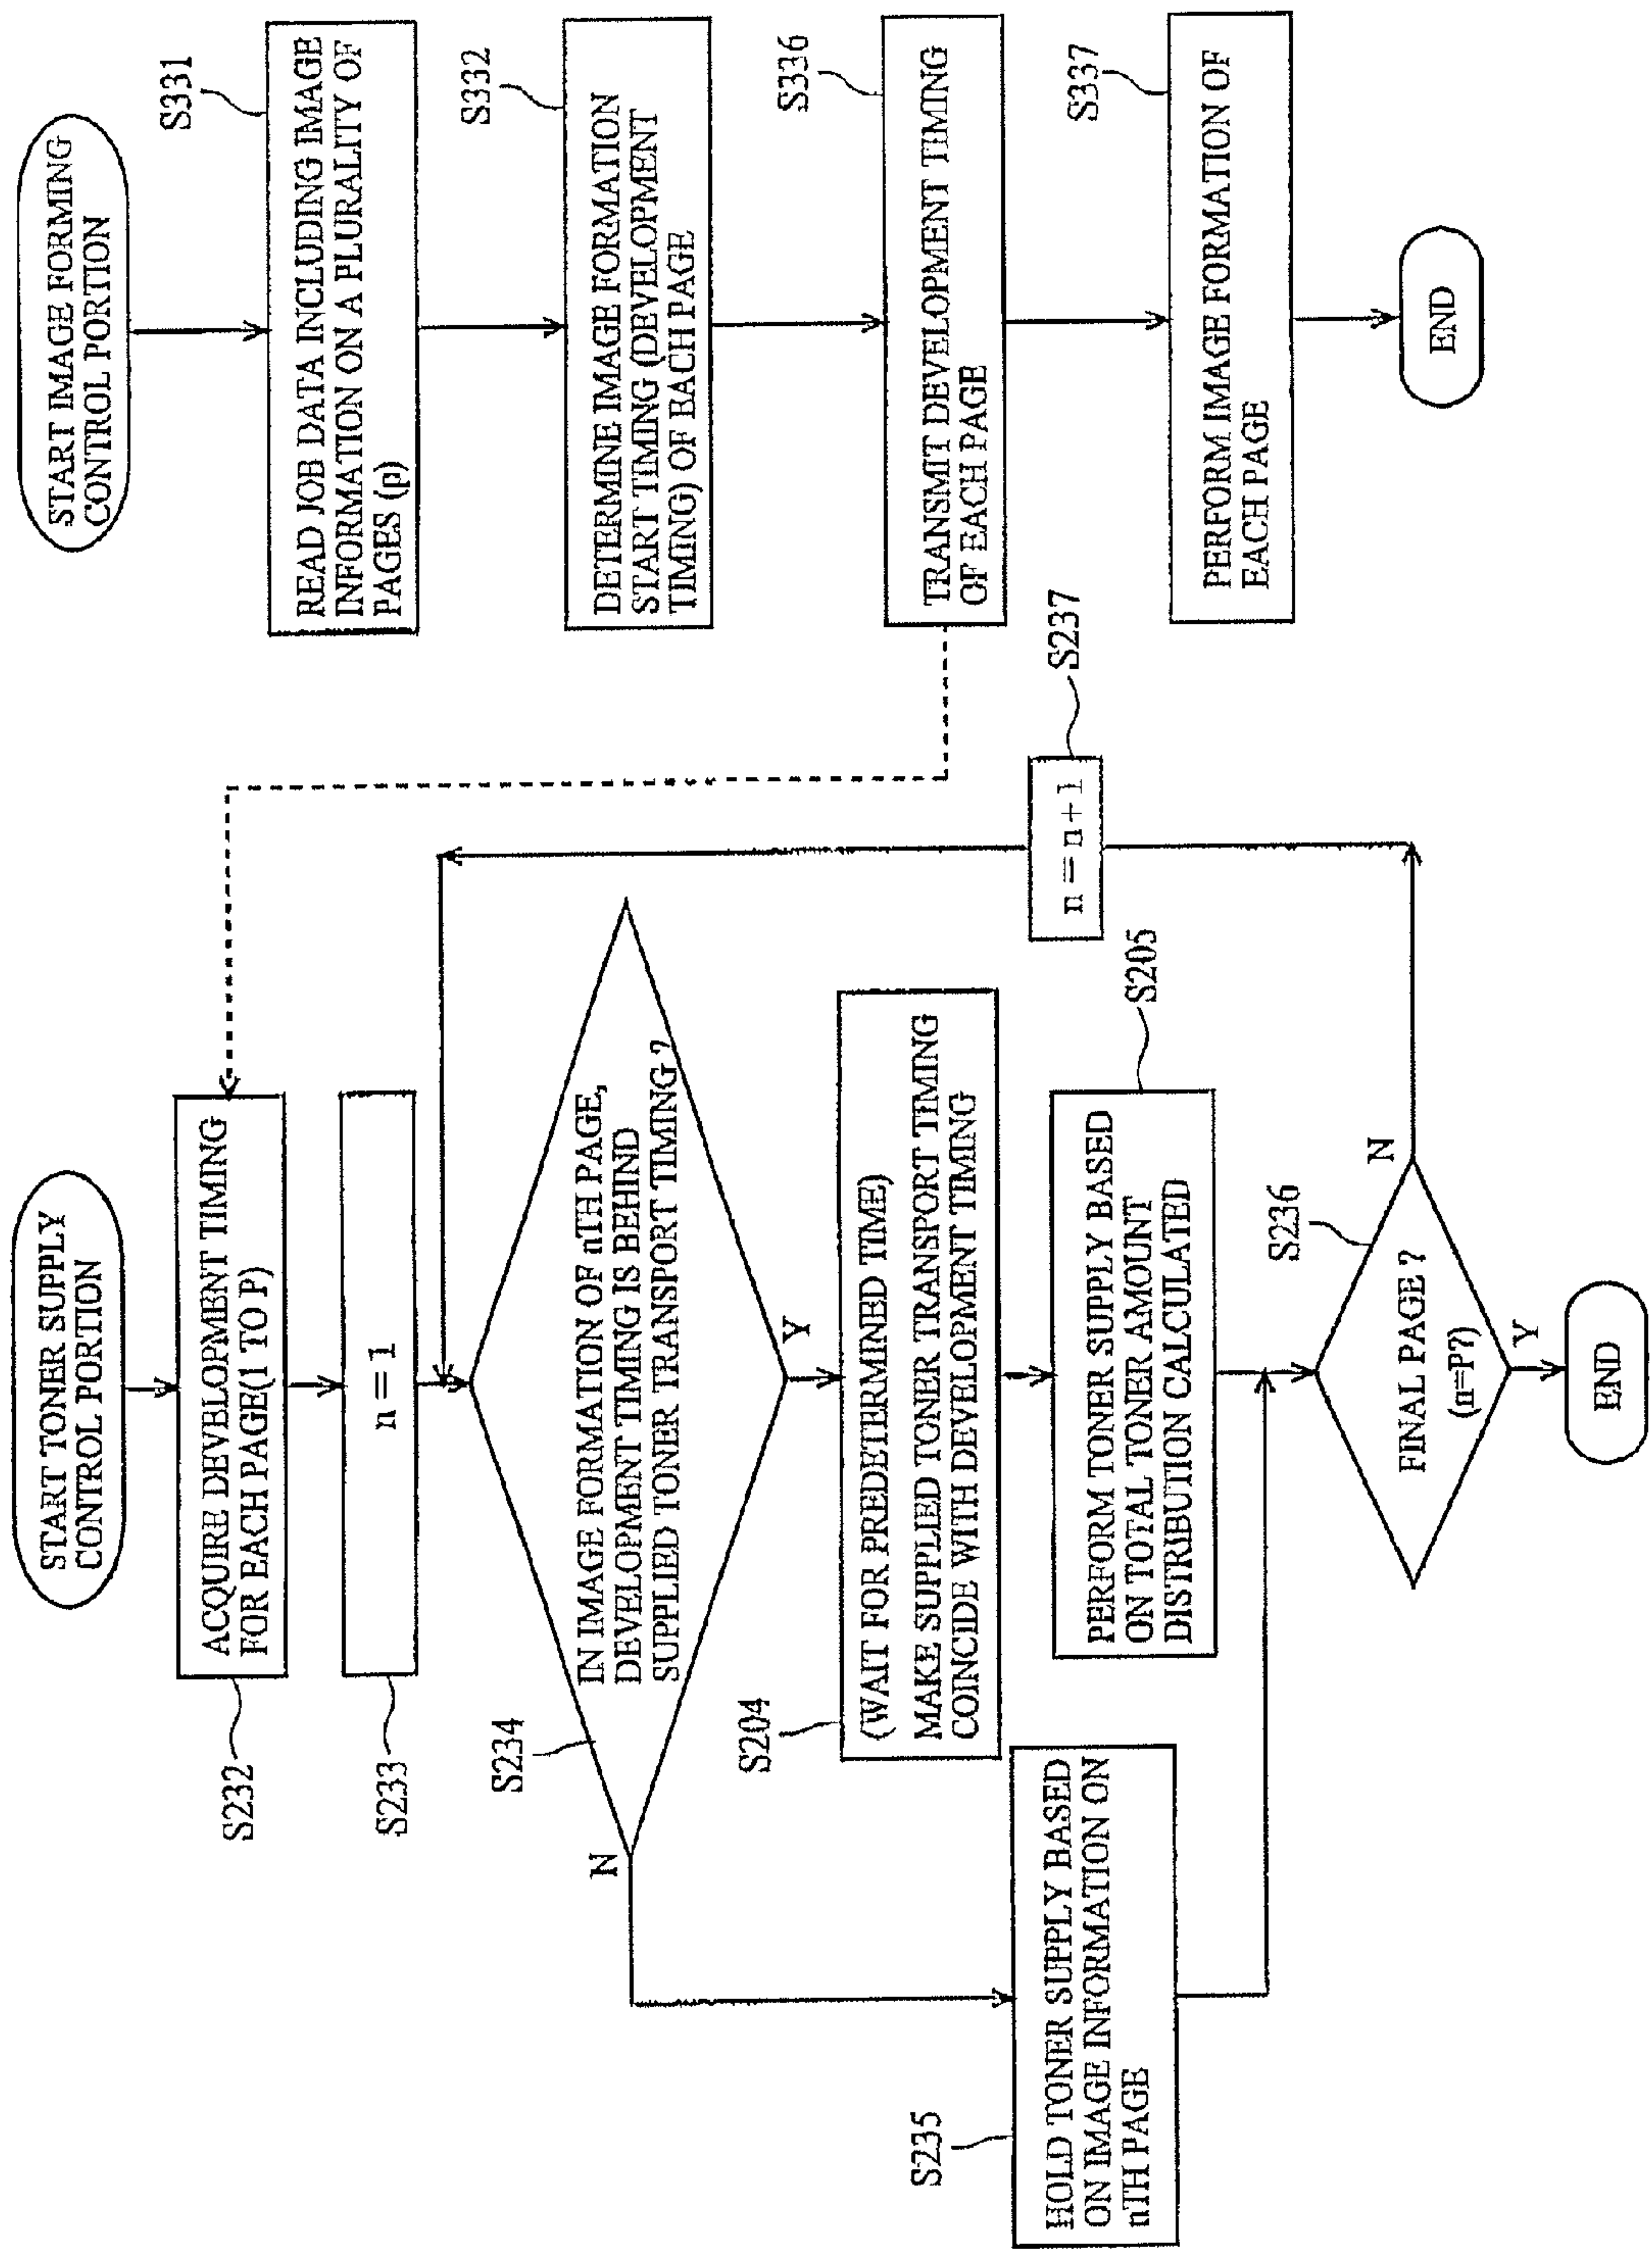 START TONER SUPPLY
CONTROL PORTION
ACQUIRE DEVELOPMENT TIMING
FOR EACH PAGE(1 TO P)
S232
n = 1
S233
IN IMAGE FORMATION OF nTH PAGE,
DEVELOPMENT TIMING IS BEHIND
SUPPLIED TONER TRANSPORT TIMING ?
S234
N
Y
(WAIT FOR PREDETERMINED TIME)
MAKE SUPPLIED TONER TRANSPORT TIMING
COINCIDE WITH DEVELOPMENT TIMING
S204
HOLD TONER SUPPLY BASED
ON IMAGE INFORMATION ON
nTH PAGE
S235
PERFORM TONER SUPPLY BASED
ON TOTAL TONER AMOUNT
DISTRIBUTION CALCULATED
S205
FINAL PAGE ?
(n=P?)
S236
N
Y
n = n + 1
S237
END
START IMAGE FORMING
CONTROL PORTION
READ JOB DATA INCLUDING IMAGE
INFORMATION ON A PLURALITY OF
PAGES (p)
S331
DETERMINE IMAGE FORMATION
START TIMING (DEVELOPMENT
TIMING) OF EACH PAGE
S332
TRANSMIT DEVELOPMENT TIMING
OF EACH PAGE
S336
PERFORM IMAGE FORMATION OF
EACH PAGE
S337
END